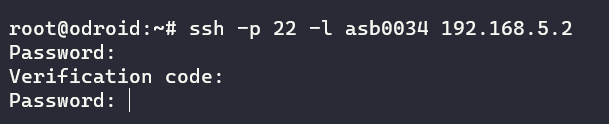 root@odroid:~# ssh -p 22 -l asb0034 192.168.5.2
Password:
Verification code:
Password: